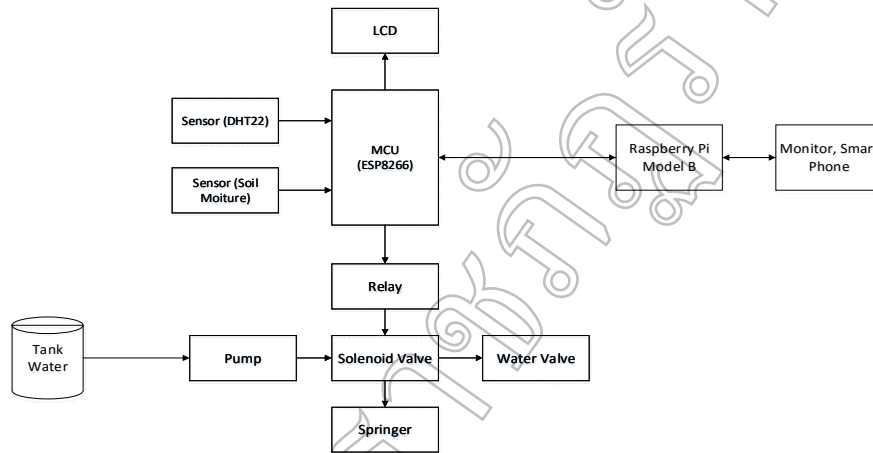 LCD
Sensor (DHT22)
MCU
(ESP8266)
Raspberry Pi
Model B
Monitor, Smar
Phone
Sensor (Soil
Moiture)
Relay
Tank
Water
Pump
Solenoid Valve
Water Valve
Springer